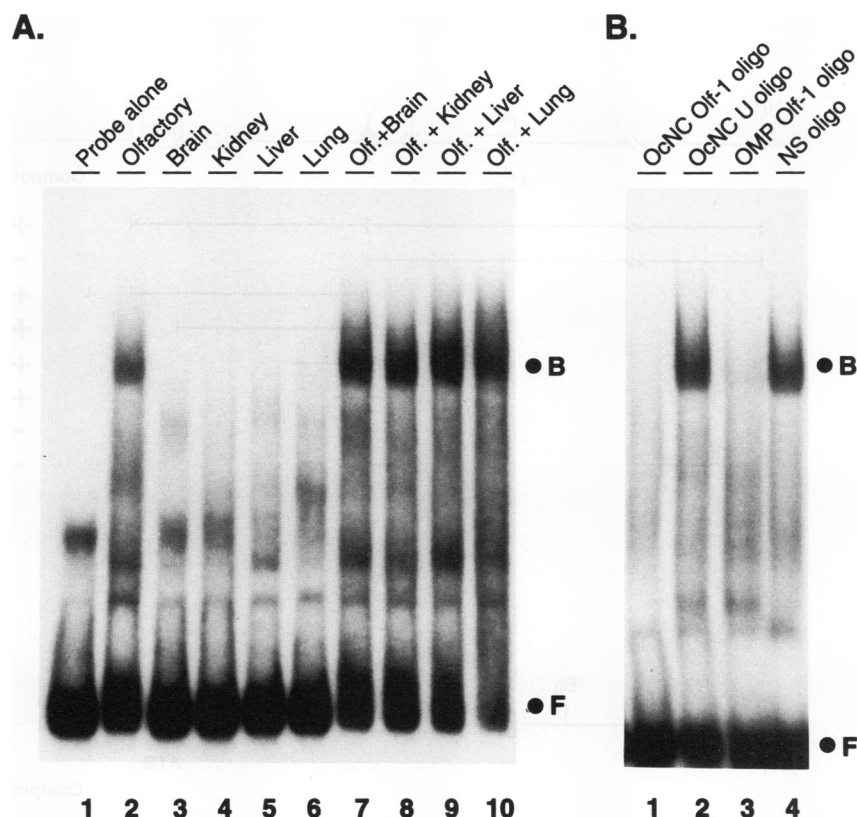 A.
Probe alone
Olfactory
Brain
Kidney
Liver
Lung
Olf.+Brain
Olf. + Kidney
Olf. + Liver
Olf. + Lung
B
F
1 2 3 4 5 6 7 8 9 10
B.
OcNC Olf-1 oligo
OcNC U oligo
OMP Olf-1 oligo
NS oligo
B
F
1 2 3 4